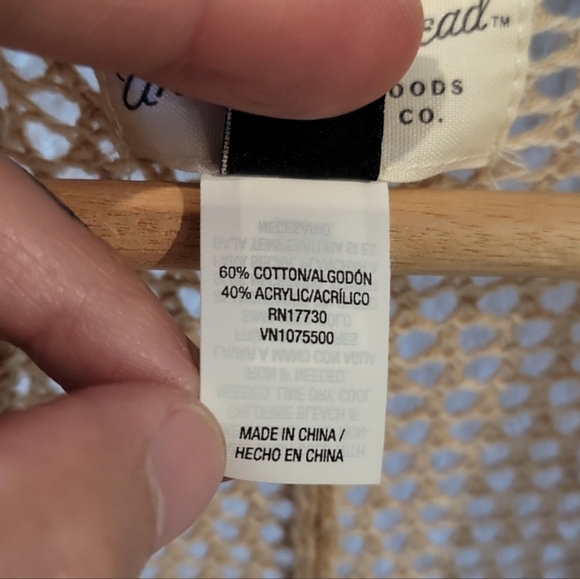 ead™
OODS
CO.
60% COTTON/ALGODÓN
40% ACRYLIC/ACRÍLICO
RN17730
VN1075500
MADE IN CHINA /
HECHO EN CHINA